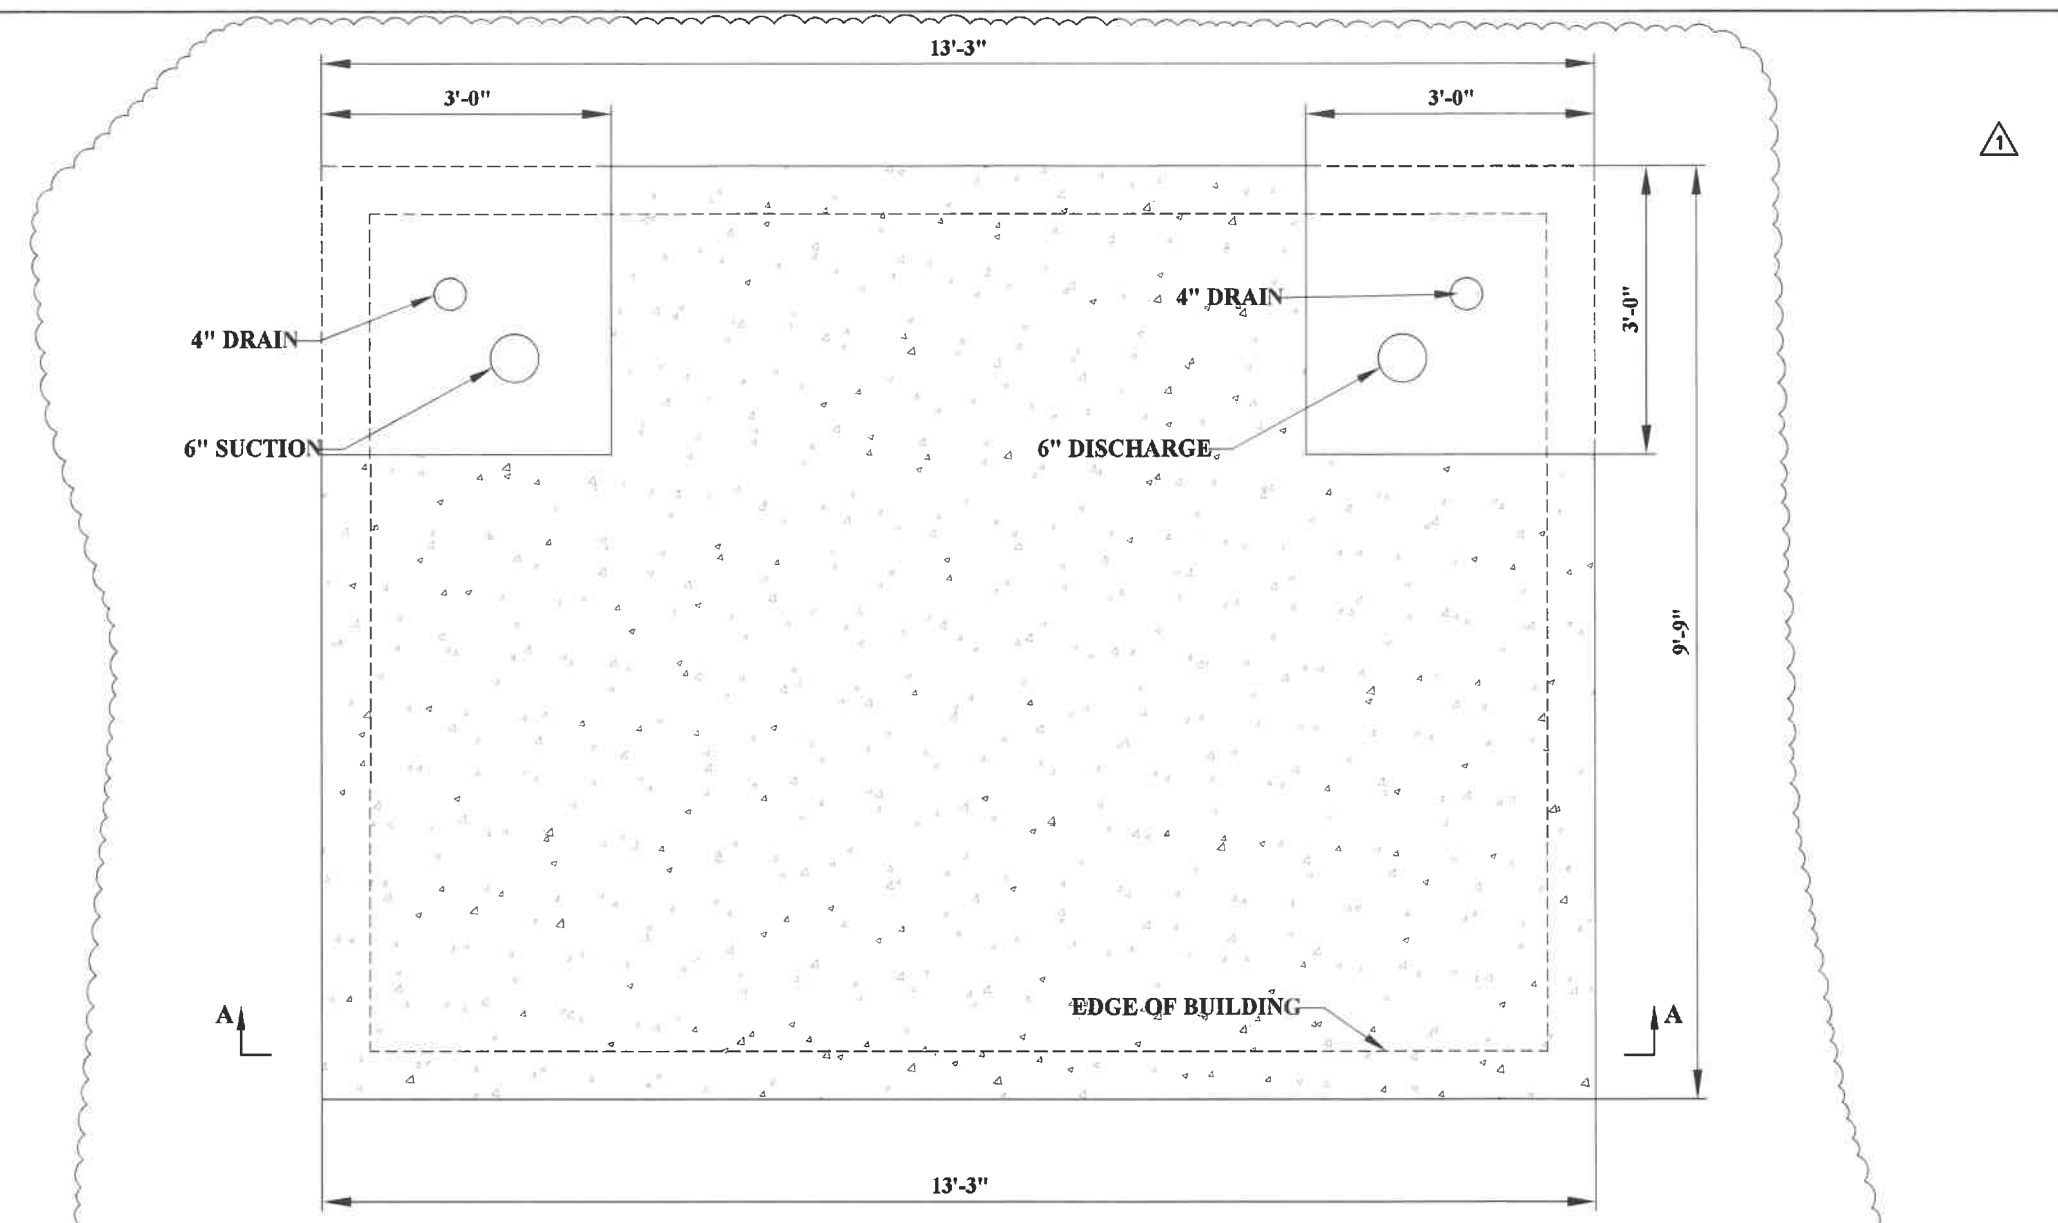 13'-3"
3'-0"
3'-0"
1
4" DRAIN
4" DRAIN
3'-0"
6" SUCTION
6" DISCHARGE
9'-9"
EDGE OF BUILDING
A
A
13'-3"